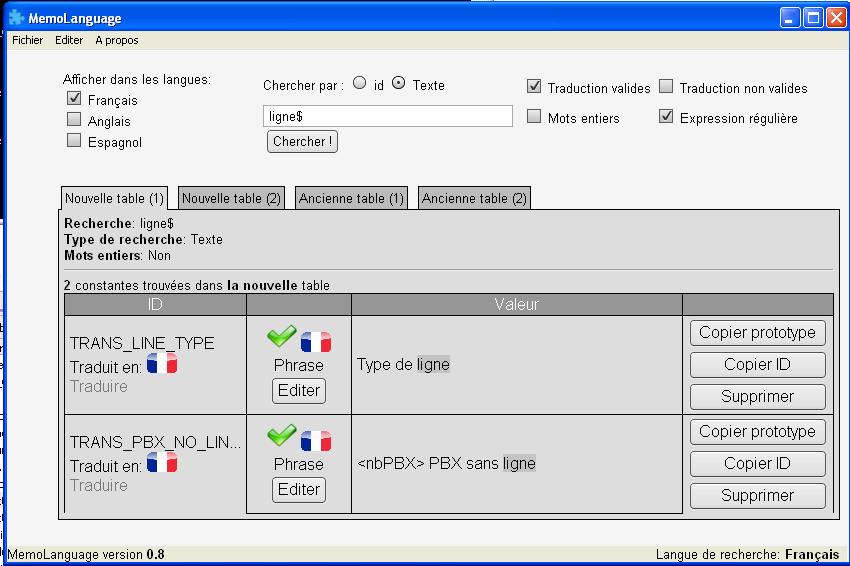 MemoLanguage
Fichier Editer A propos
Afficher dans les langues:
Français
Anglais
Espagnol
Chercher par : id Texte
ligne$
Chercher !
Traduction valides Traduction non valides
Mots entiers Expression régulière
Nouvelle table (1) Nouvelle table (2) Ancienne table (1) Ancienne table (2)
Recherche: ligne$
Type de recherche: Texte
Mots entiers: Non
2 constantes trouvées dans la nouvelle table
ID Valeur
TRANS_LINE_TYPE
Traduit en:
Traduire
Phrase
Editer
Type de ligne
Copier prototype
Copier ID
Supprimer
TRANS_PBX_NO_LIN...
Traduit en:
Traduire
Phrase
Editer
<nbPBX> PBX sans ligne
Copier prototype
Copier ID
Supprimer
MemoLanguage version 0.8 Langue de recherche: Français